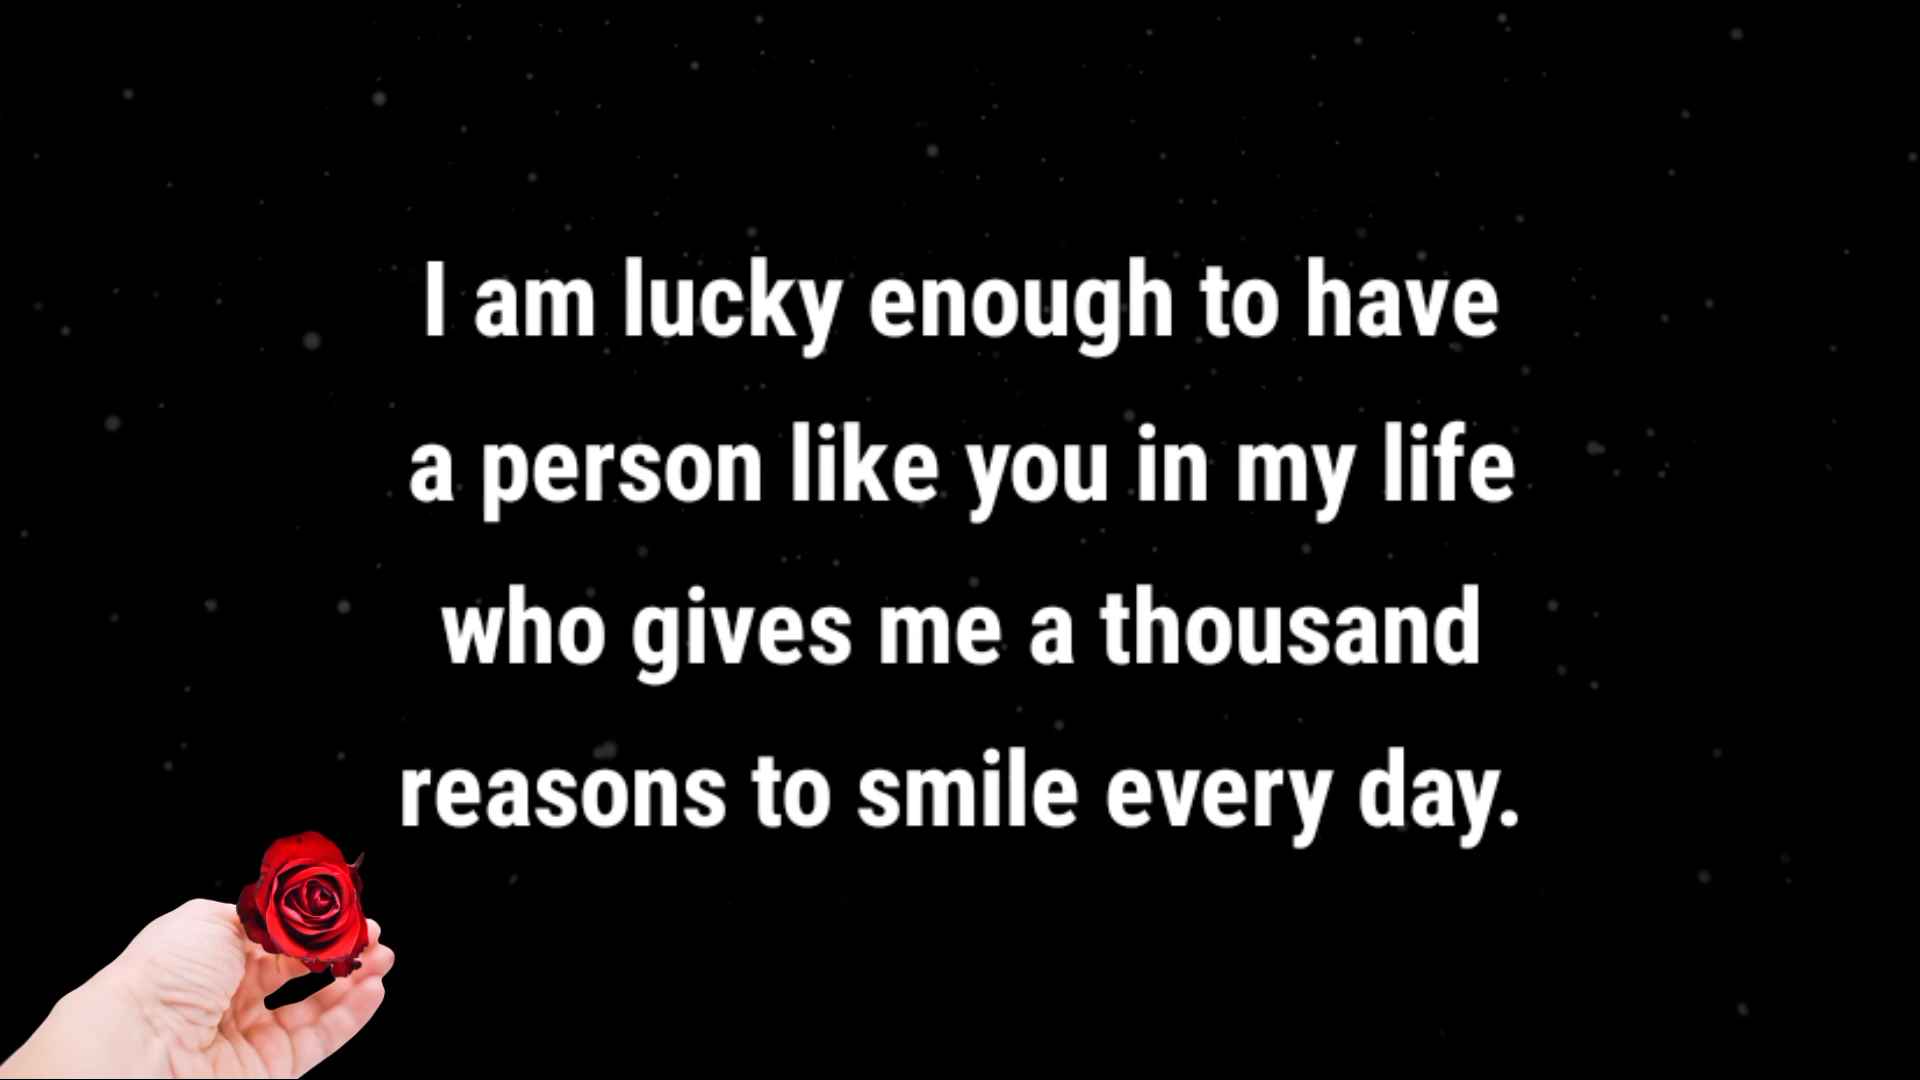 I am lucky enough to have
a person like you in my life
who gives me a thousand
reasons to smile every day.